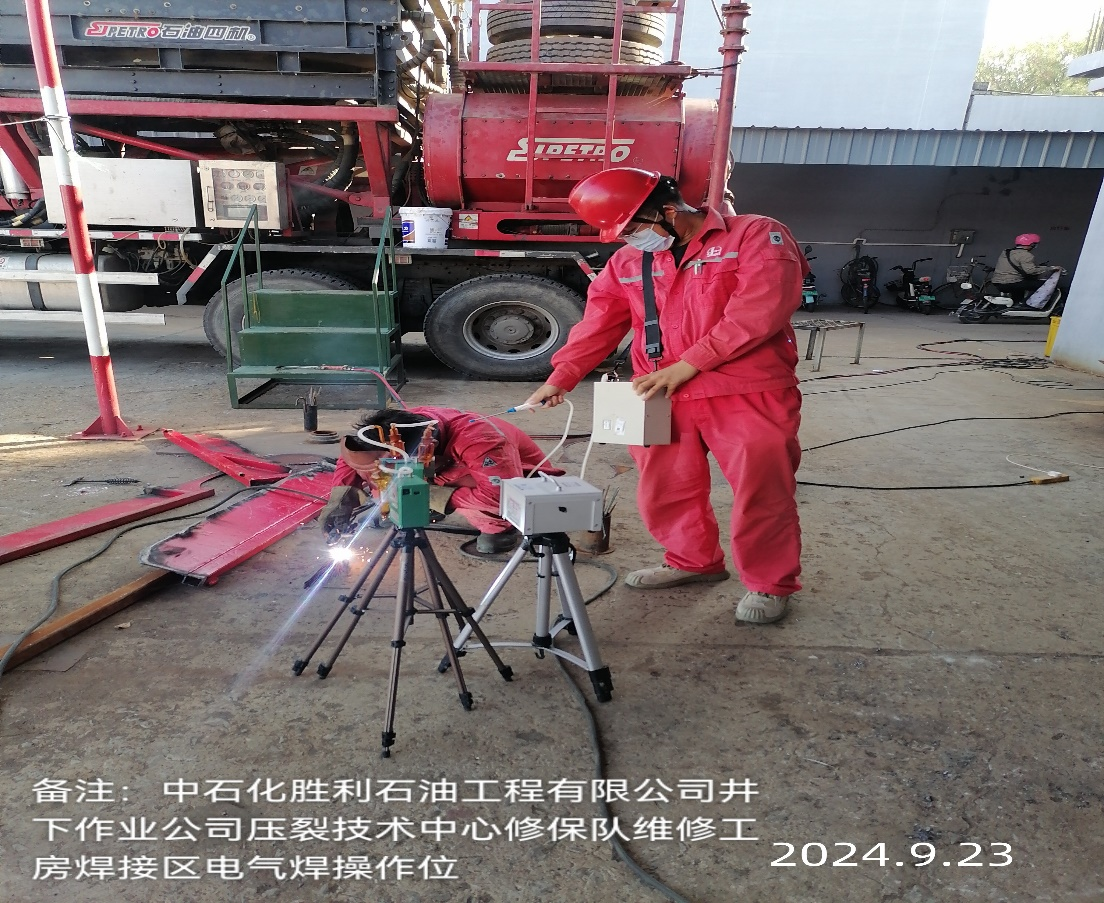 SJPETRO石油四机®
SJPETRO
备注： 中石化胜利石油工程有限公司井
下作业公司压裂技术中心修保队维修工
房焊接区电气焊操作位
2024.9.23